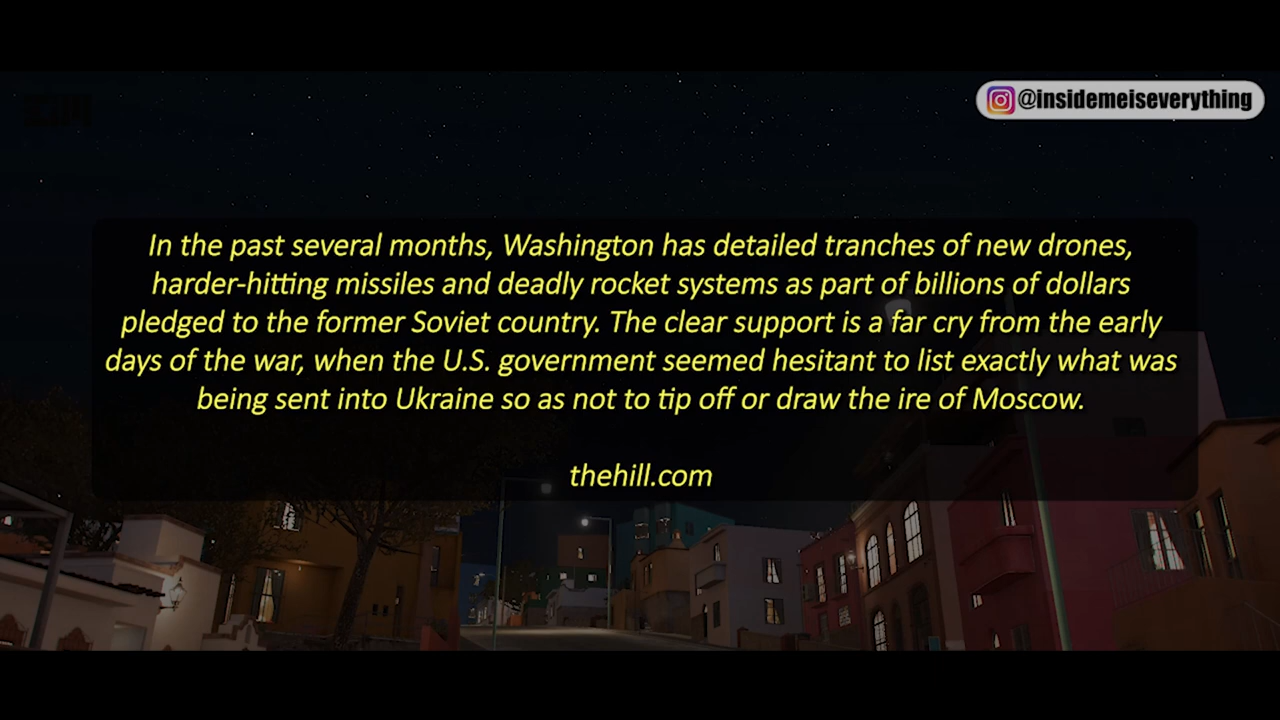 @insidemeiseverything
In the past several months, Washington has detailed tranches of new drones,
harder-hitting missiles and deadly rocket systems as part of billions of dollars
pledged to the former Soviet country. The clear support is a far cry from the early
days of the war, when the U.S. government seemed hesitant to list exactly what was
being sent into Ukraine so as not to tip off or draw the ire of Moscow.
thehill.com